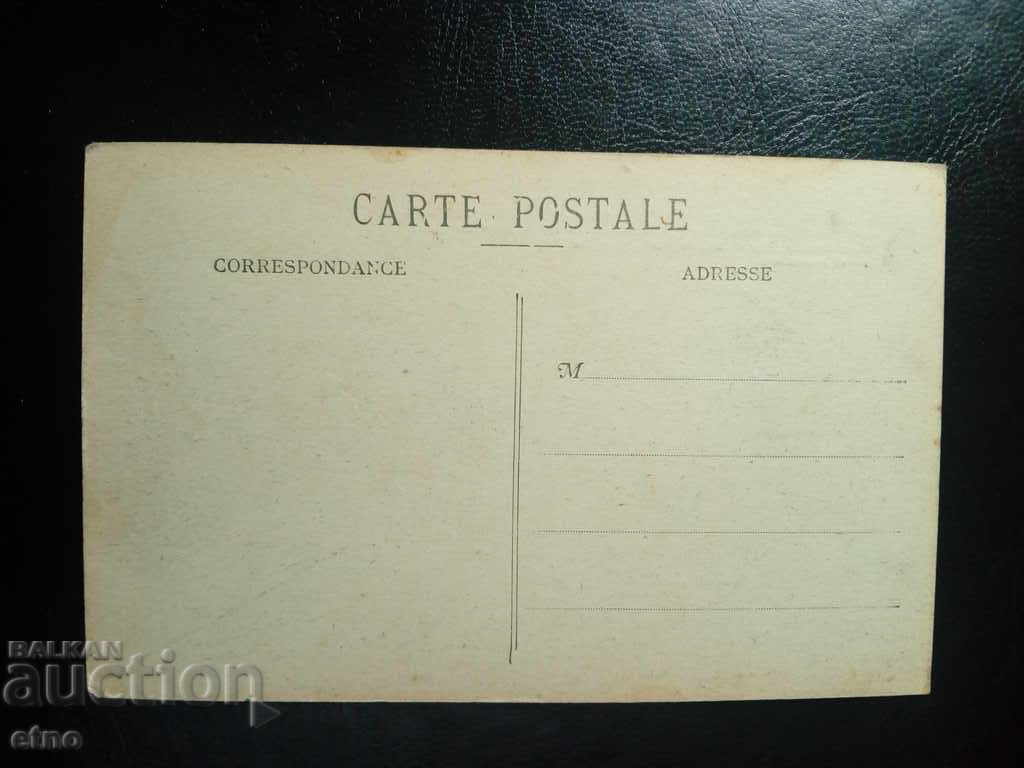 CARTE POSTALE
CORRESPONDANCE
ADRESSE
M
BALKAN
auction
etno